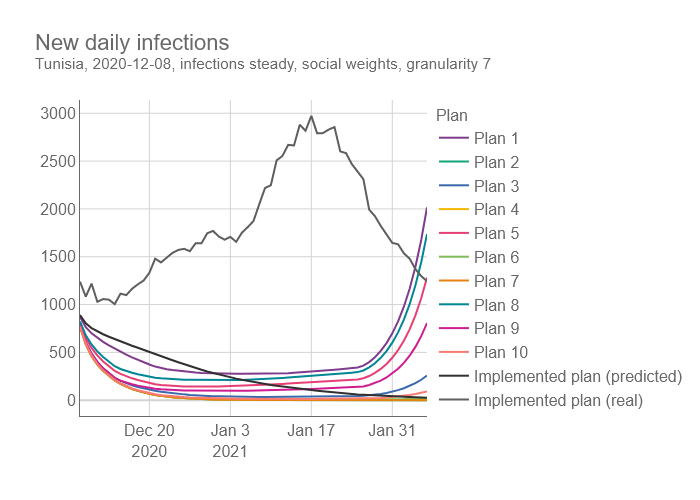 New daily infections
Tunisia, 2020-12-08, infections steady, social weights, granularity 7
Plan
3000
2500
2000
1500
1000
500
0
Dec 20
2020
Jan 3
2021
Jan 17
Jan 31
Plan 1
Plan 2
Plan 3
Plan 4
Plan 5
Plan 6
Plan 7
Plan 8
Plan 9
Plan 10
Implemented plan (predicted)
Implemented plan (real)